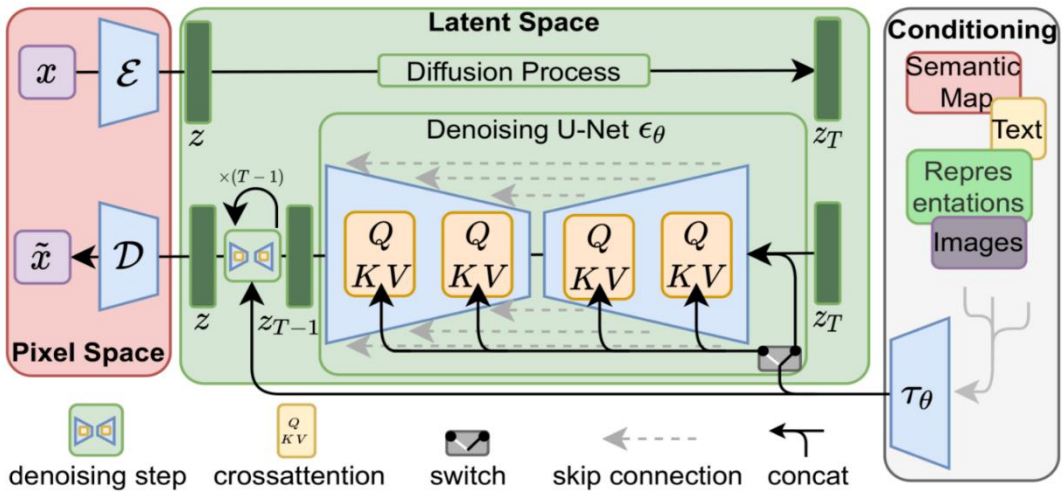 Latent Space
Conditioning
x
ℰ
z
Diffusion Process
z_T
Semantic
Map
Text
Repres
entations
Images
Denoising U-Net ϵ_θ
×(T−1)
Q
KV
Q
KV
Q
KV
Q
KV
x̃
𝒟
z
z_{T−1}
z_T
Pixel Space
τ_θ
Q
KV
denoising step
crossattention
switch
skip connection
concat